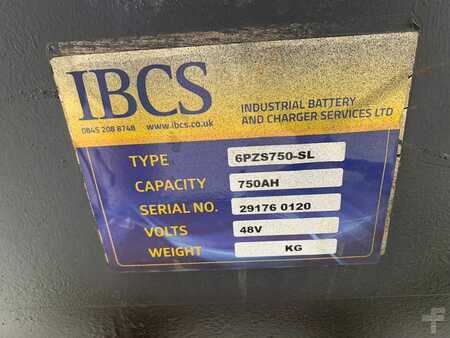 IBCS
INDUSTRIAL BATTERY
AND CHARGER SERVICES LTD
0845 208 8748 www.ibcs.co.uk
TYPE 6PZS750-SL
CAPACITY 750AH
SERIAL NO. 29176 0120
VOLTS 48V
WEIGHT KG